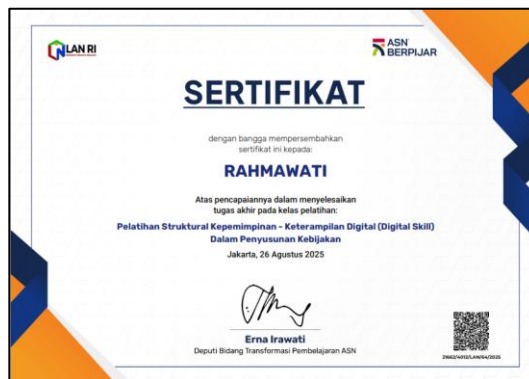 LAN RI
ASN
BERPIJAR
SERTIFIKAT
dengan bangga mempersembahkan
sertifikat ini kepada:
RAHMAWATI
Atas pencapaiannya dalam menyelesaikan
tugas akhir pada kelas pelatihan:
Pelatihan Struktural Kepemimpinan - Keterampilan Digital (Digital Skill)
Dalam Penyusunan Kebijakan
Jakarta, 26 Agustus 2025
Erna Irawati
Deputi Bidang Transformasi Pembelajaran ASN